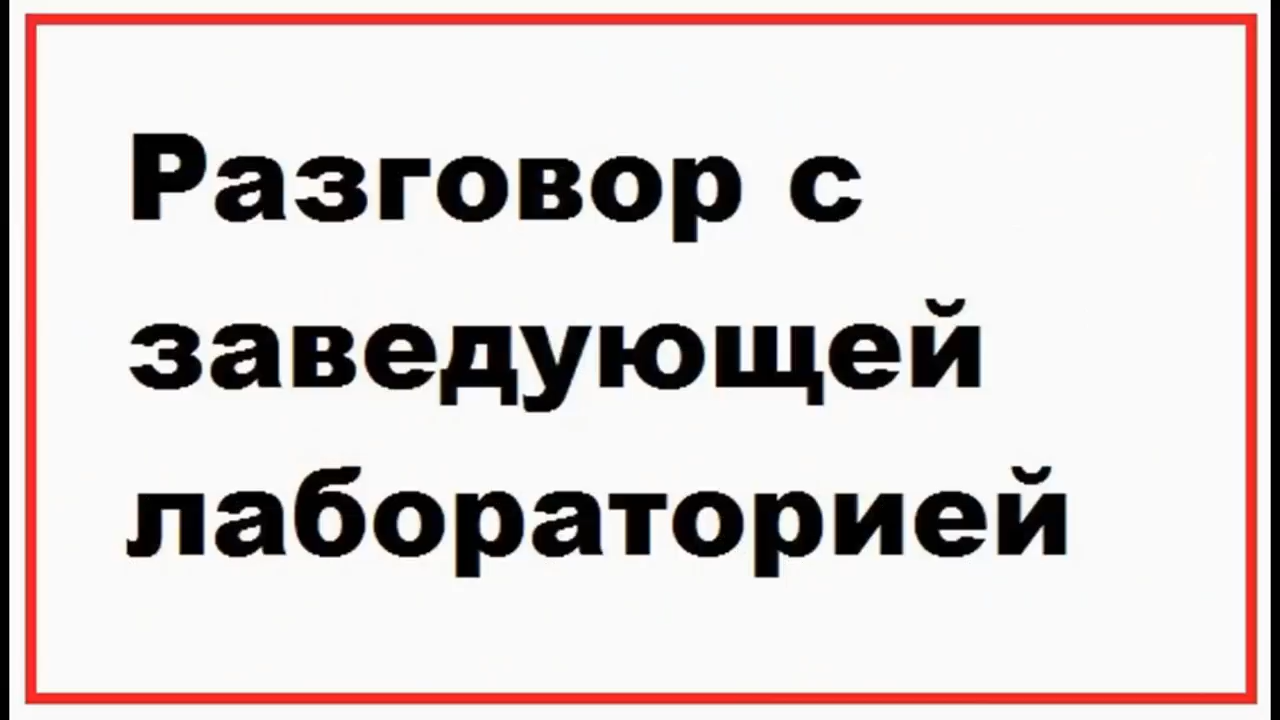 Разговор с
заведующей
лабораторией